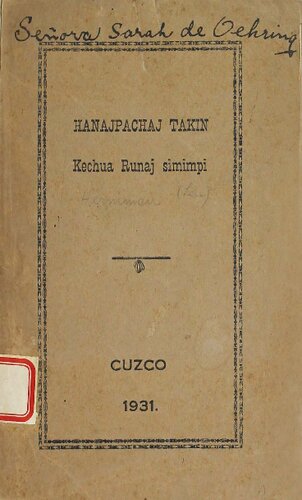 Señora Sarah de Oehring
HANAJPACHAJ TAKIN
Kechua Runaj simimpi
CUZCO
1931.